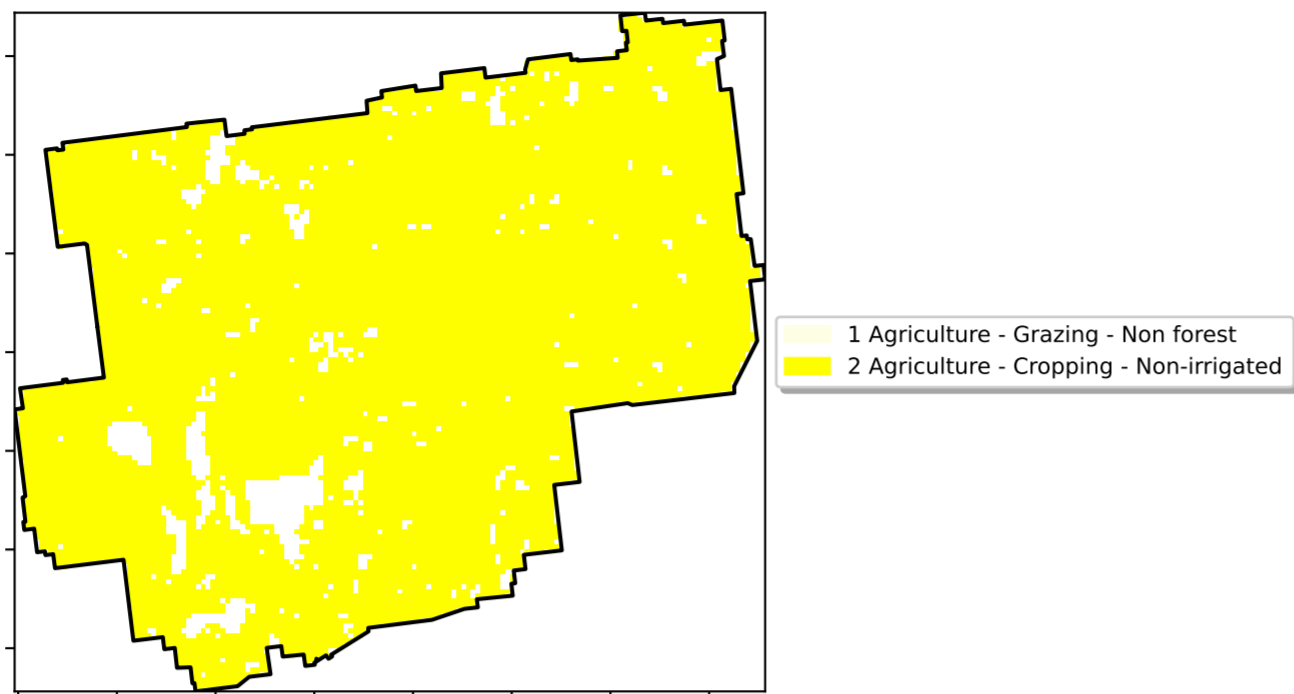 1 Agriculture - Grazing - Non forest
2 Agriculture - Cropping - Non-irrigated